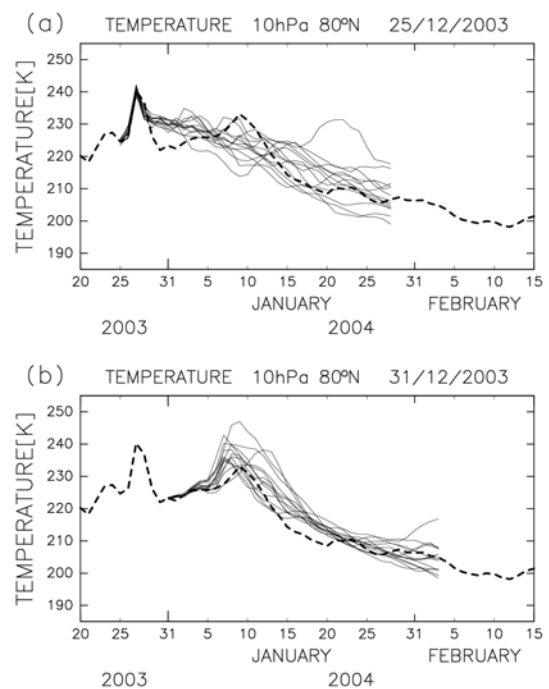 (a) TEMPERATURE 10hPa 80°N 25/12/2003
TEMPERATURE[K]
250
240
230
220
210
200
190
20 25 31 5 10 15 20 25 31 5 10 15
JANUARY FEBRUARY
2003 2004
(b) TEMPERATURE 10hPa 80°N 31/12/2003
TEMPERATURE[K]
250
240
230
220
210
200
190
20 25 31 5 10 15 20 25 31 5 10 15
JANUARY FEBRUARY
2003 2004